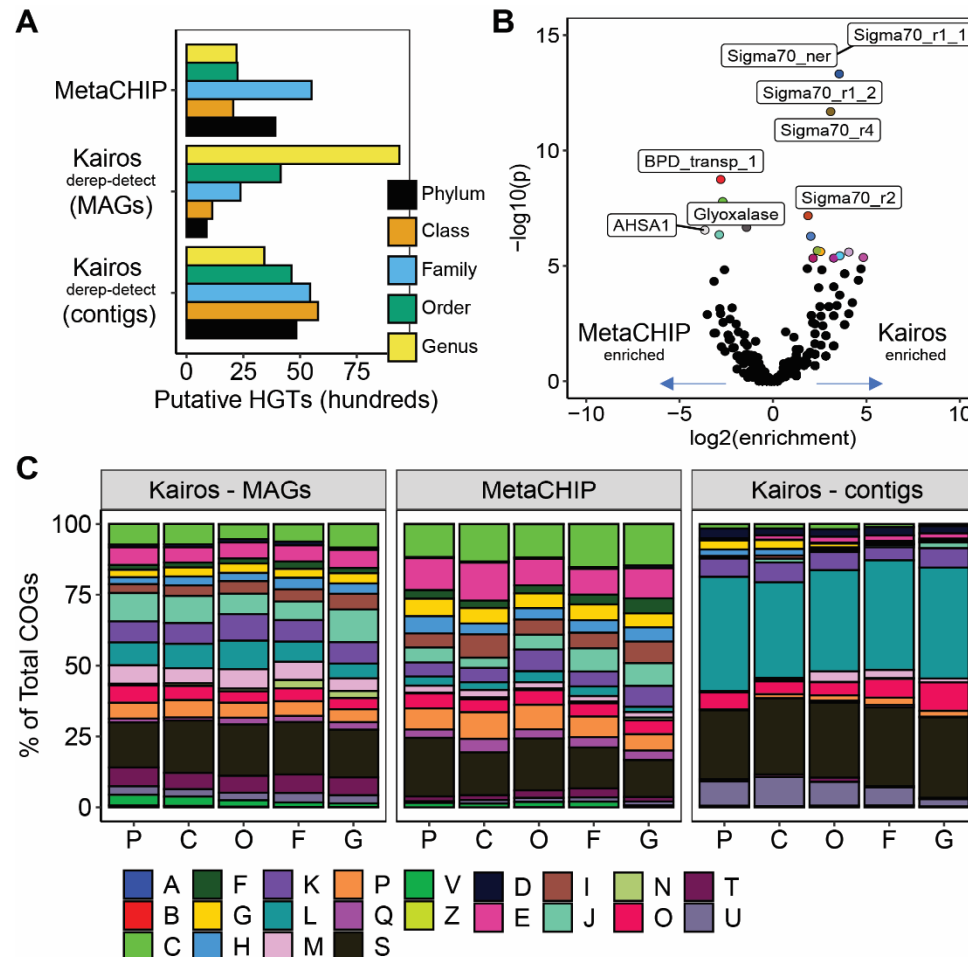 A
MetaCHIP
Kairos
derep-detect
(MAGs)
Kairos
derep-detect
(contigs)
Phylum
Class
Family
Order
Genus
0 25 50 75
Putative HGTs (hundreds)
B
15
10
5
0
−log10(p)
Sigma70_r1_1
Sigma70_ner
Sigma70_r1_2
Sigma70_r4
BPD_transp_1
Sigma70_r2
Glyoxalase
AHSA1
MetaCHIP
enriched
Kairos
enriched
−10 −5 0 5 10
log2(enrichment)
C
Kairos - MAGs MetaCHIP Kairos - contigs
100
75
50
25
0
% of Total COGs
P C O F G P C O F G P C O F G
A F K P V D I N T
B G L Q Z E J O U
C H M S